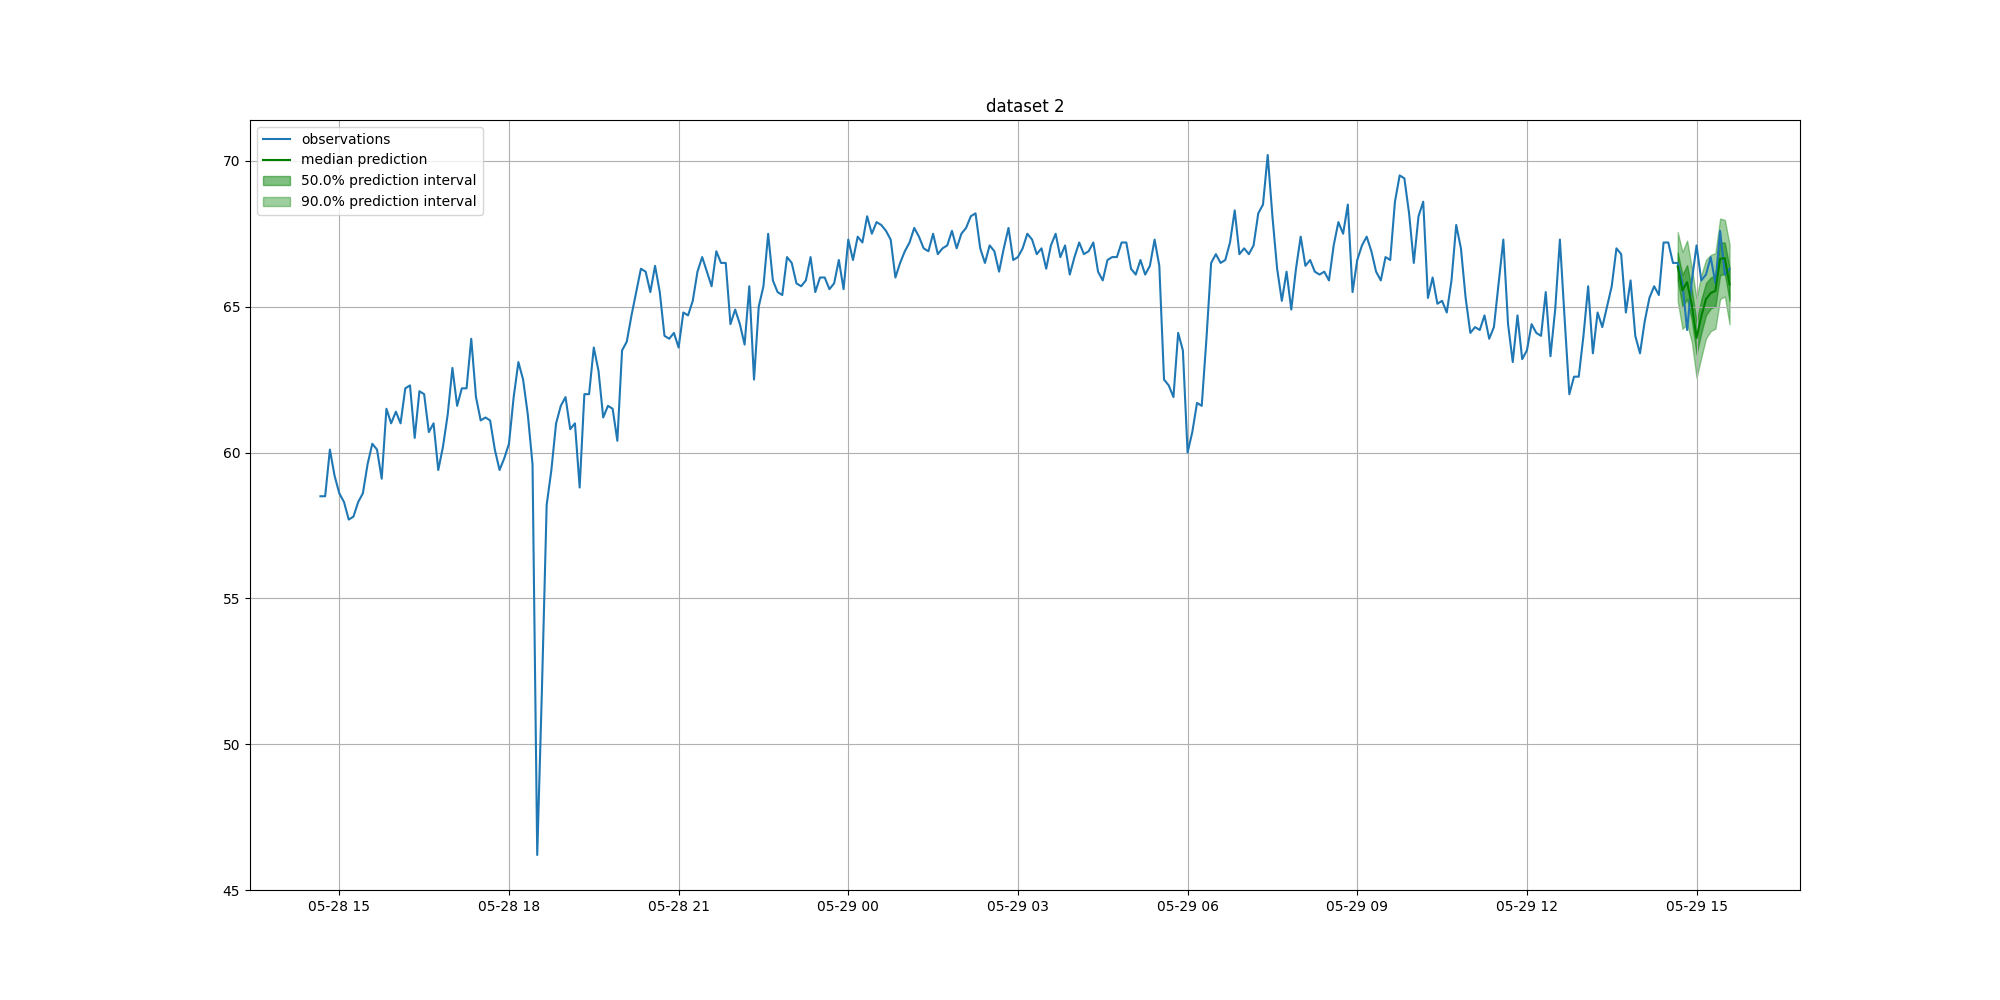 dataset 2
observations
median prediction
50.0% prediction interval
90.0% prediction interval
70
65
60
55
50
45
05-28 15 05-28 18 05-28 21 05-29 00 05-29 03 05-29 06 05-29 09 05-29 12 05-29 15